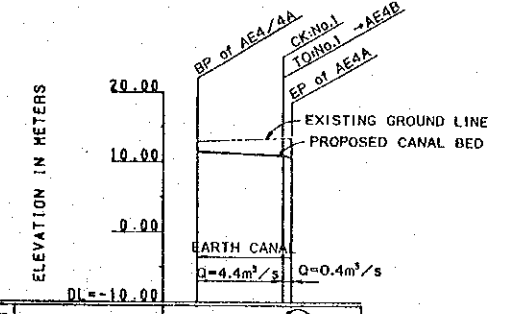 BP of AE4/4A
CK:No.1
TO:No.1 →AE4B
EP of AE4A
ELEVATION IN METERS
20.00
EXISTING GROUND LINE
PROPOSED CANAL BED
10.00
0.00
EARTH CANAL
Q=4.4m³/s
Q=0.4m³/s
DL=-10.00